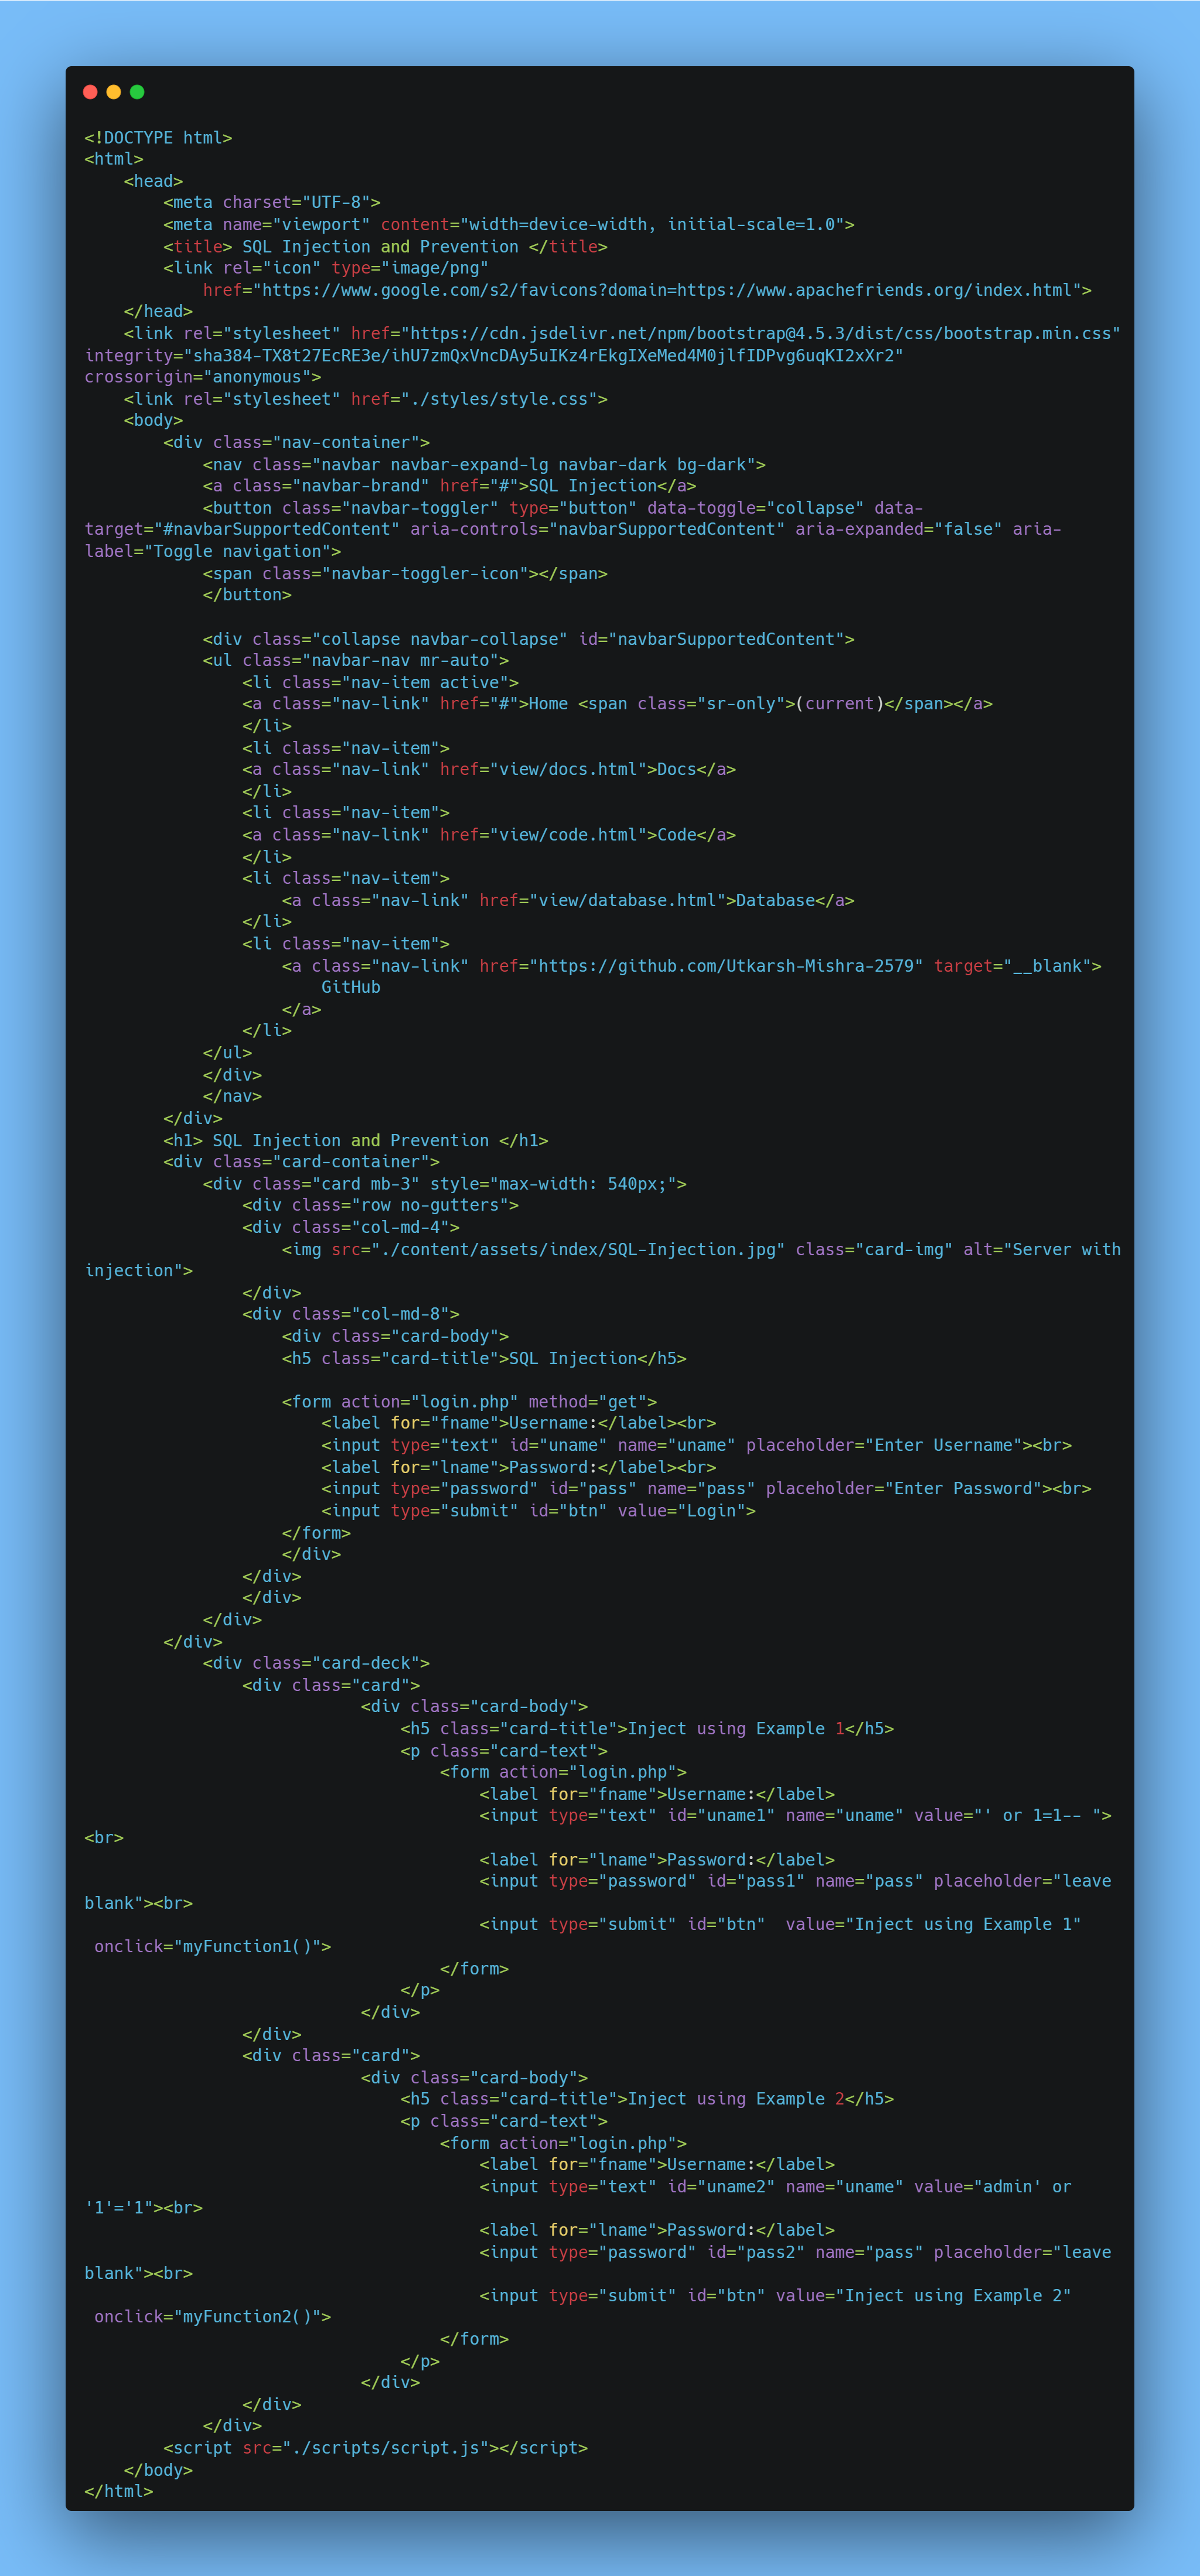 <!DOCTYPE html>
<html>
    <head>
        <meta charset="UTF-8">
        <meta name="viewport" content="width=device-width, initial-scale=1.0">
        <title> SQL Injection and Prevention </title>
        <link rel="icon" type="image/png"
            href="https://www.google.com/s2/favicons?domain=https://www.apachefriends.org/index.html">
    </head>
    <link rel="stylesheet" href="https://cdn.jsdelivr.net/npm/bootstrap@4.5.3/dist/css/bootstrap.min.css"
integrity="sha384-TX8t27EcRE3e/ihU7zmQxVncDAy5uIKz4rEkgIXeMed4M0jlfIDPvg6uqKI2xXr2"
crossorigin="anonymous">
    <link rel="stylesheet" href="./styles/style.css">
    <body>
        <div class="nav-container">
            <nav class="navbar navbar-expand-lg navbar-dark bg-dark">
            <a class="navbar-brand" href="#">SQL Injection</a>
            <button class="navbar-toggler" type="button" data-toggle="collapse" data-
target="#navbarSupportedContent" aria-controls="navbarSupportedContent" aria-expanded="false" aria-
label="Toggle navigation">
            <span class="navbar-toggler-icon"></span>
            </button>

            <div class="collapse navbar-collapse" id="navbarSupportedContent">
            <ul class="navbar-nav mr-auto">
                <li class="nav-item active">
                <a class="nav-link" href="#">Home <span class="sr-only">(current)</span></a>
                </li>
                <li class="nav-item">
                <a class="nav-link" href="view/docs.html">Docs</a>
                </li>
                <li class="nav-item">
                <a class="nav-link" href="view/code.html">Code</a>
                </li>
                <li class="nav-item">
                    <a class="nav-link" href="view/database.html">Database</a>
                </li>
                <li class="nav-item">
                    <a class="nav-link" href="https://github.com/Utkarsh-Mishra-2579" target="__blank">
                        GitHub
                    </a>
                </li>
            </ul>
            </div>
            </nav>
        </div>
        <h1> SQL Injection and Prevention </h1>
        <div class="card-container">
            <div class="card mb-3" style="max-width: 540px;">
                <div class="row no-gutters">
                <div class="col-md-4">
                    <img src="./content/assets/index/SQL-Injection.jpg" class="card-img" alt="Server with
injection">
                </div>
                <div class="col-md-8">
                    <div class="card-body">
                    <h5 class="card-title">SQL Injection</h5>

                    <form action="login.php" method="get">
                        <label for="fname">Username:</label><br>
                        <input type="text" id="uname" name="uname" placeholder="Enter Username"><br>
                        <label for="lname">Password:</label><br>
                        <input type="password" id="pass" name="pass" placeholder="Enter Password"><br>
                        <input type="submit" id="btn" value="Login">
                    </form>
                    </div>
                </div>
                </div>
            </div>
        </div>
            <div class="card-deck">
                <div class="card">
                            <div class="card-body">
                                <h5 class="card-title">Inject using Example 1</h5>
                                <p class="card-text">
                                    <form action="login.php">
                                        <label for="fname">Username:</label>
                                        <input type="text" id="uname1" name="uname" value="' or 1=1-- ">
<br>
                                        <label for="lname">Password:</label>
                                        <input type="password" id="pass1" name="pass" placeholder="leave
blank"><br>
                                        <input type="submit" id="btn"  value="Inject using Example 1"
 onclick="myFunction1()">
                                    </form>
                                </p>
                            </div>
                </div>
                <div class="card">
                            <div class="card-body">
                                <h5 class="card-title">Inject using Example 2</h5>
                                <p class="card-text">
                                    <form action="login.php">
                                        <label for="fname">Username:</label>
                                        <input type="text" id="uname2" name="uname" value="admin' or
'1'='1"><br>
                                        <label for="lname">Password:</label>
                                        <input type="password" id="pass2" name="pass" placeholder="leave
blank"><br>
                                        <input type="submit" id="btn" value="Inject using Example 2"
 onclick="myFunction2()">
                                    </form>
                                </p>
                            </div>
                </div>
            </div>
        <script src="./scripts/script.js"></script>
    </body>
</html>